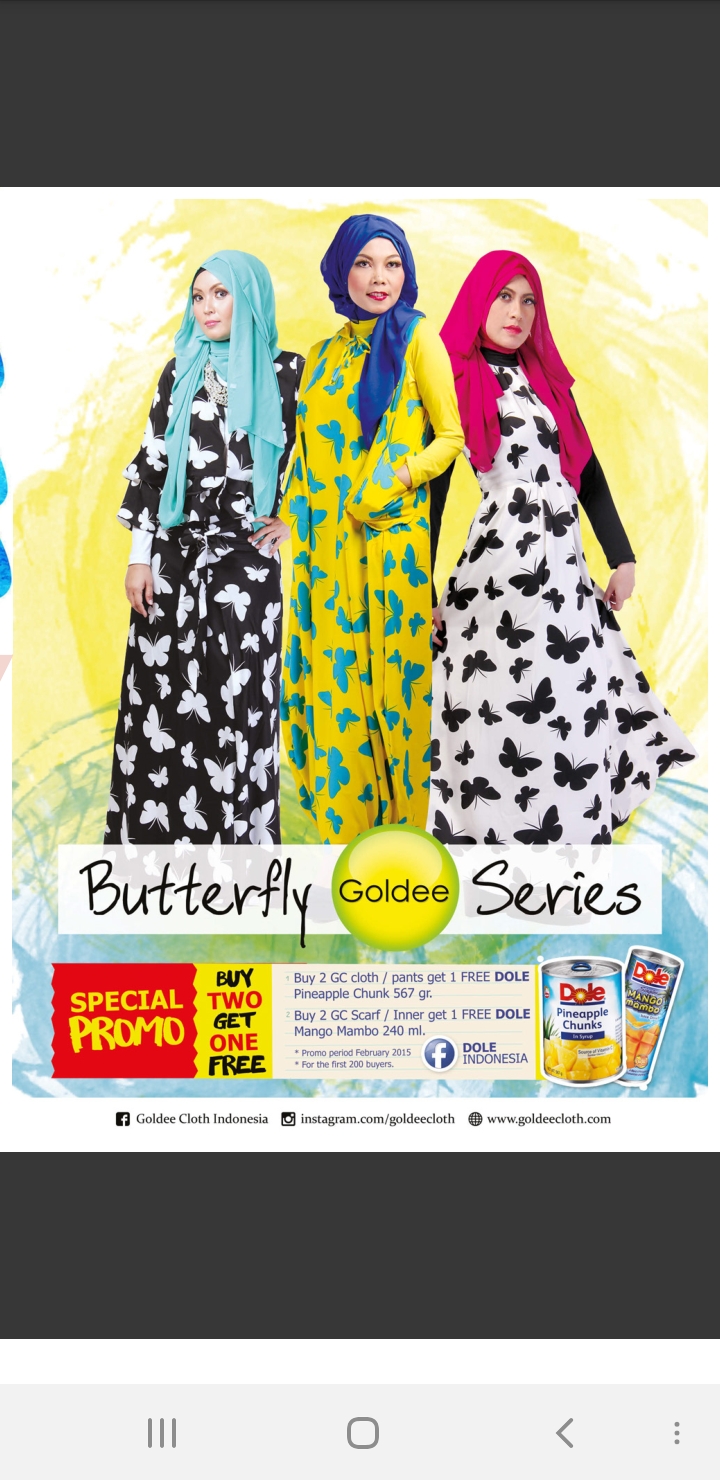 Butterfly Goldee Series
SPECIAL
PROMO
BUY
TWO
GET
ONE
FREE
1 Buy 2 GC cloth / pants get 1 FREE DOLE
Pineapple Chunk 567 gr.
2 Buy 2 GC Scarf / Inner get 1 FREE DOLE
Mango Mambo 240 ml.
* Promo period February 2015
* For the first 200 buyers.
f DOLE
INDONESIA
Dole
Pineapple
Chunks
In Syrup
Dole
MANGO
mambo
Goldee Cloth Indonesia instagram.com/goldeecloth www.goldeecloth.com